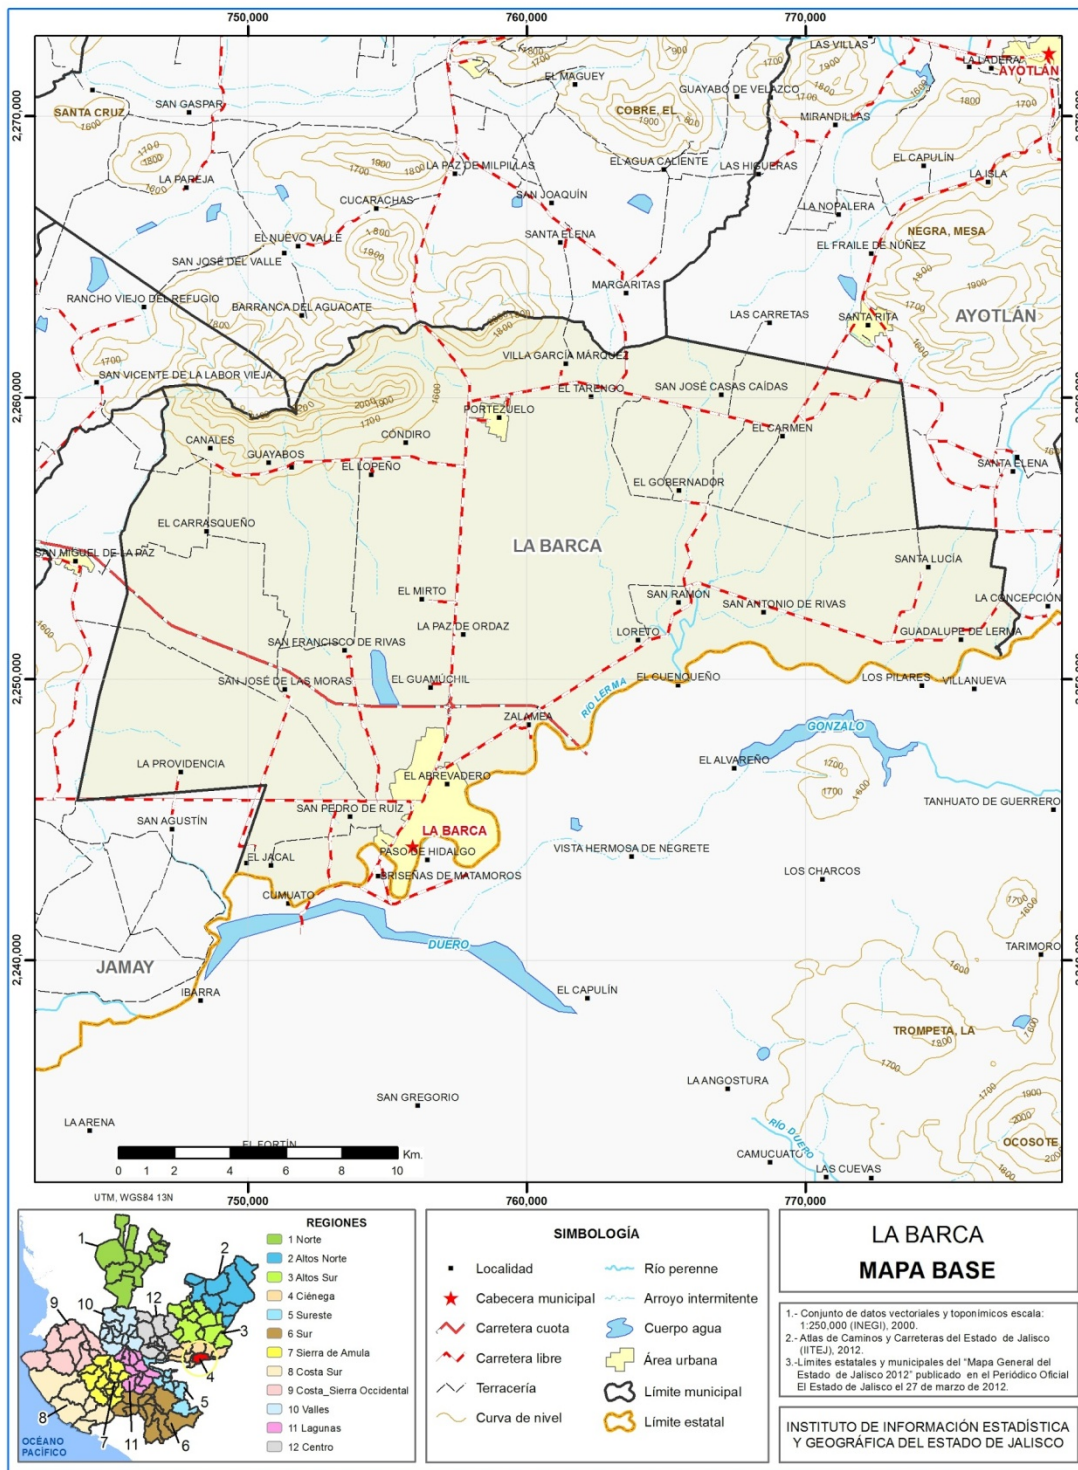 750,000 760,000 770,000
LAS VILLAS
LA LADERA
AYOTLÁN
EL MAGUEY
GUAYABO DE VELAZCO
SANTA CRUZ
SAN GASPAR
COBRE, EL
MIRANDILLAS
2,270,000
EL AGUA CALIENTE
LAS HIGUERAS
EL CAPULÍN
LA PAZ DE MILPILLAS
LA PAREJA
LA ISLA
SAN JOAQUÍN
CUCARACHAS
LA NOPALERA
NEGRA, MESA
EL NUEVO VALLE
SANTA ELENA
EL FRAILE DE NÚÑEZ
SAN JOSÉ DEL VALLE
MARGARITAS
RANCHO VIEJO DEL REFUGIO
BARRANCA DEL AGUACATE
LAS CARRETAS
SANTA RITA
AYOTLÁN
VILLA GARCÍA MÁRQUEZ
SAN VICENTE DE LA LABOR VIEJA
EL TARENGO
SAN JOSÉ CASAS CAÍDAS
2,260,000
PORTEZUELO
CANALES
CÓNDIRO
EL CARMEN
GUAYABOS
EL LOPEÑO
SANTA ELENA
EL GOBERNADOR
EL CARRASQUEÑO
LA BARCA
SAN MIGUEL DE LA PAZ
SANTA LUCÍA
EL MIRTO
SAN RAMÓN
SAN ANTONIO DE RIVAS
LA CONCEPCIÓN
LA PAZ DE ORDAZ
LORETO
GUADALUPE DE LERMA
SAN FRANCISCO DE RIVAS
2,250,000
SAN JOSÉ DE LAS MORAS
EL GUAMÚCHIL
EL CUENQUEÑO
LOS PILARES
VILLANUEVA
RÍO LERMA
ZALAMEA
GONZALO
LA PROVIDENCIA
EL ABREVADERO
EL ALVAREÑO
TANHUATO DE GUERRERO
SAN PEDRO DE RUIZ
SAN AGUSTÍN
LA BARCA
PASO DE HIDALGO
EL JACAL
VISTA HERMOSA DE NEGRETE
BRISEÑAS DE MATAMOROS
LOS CHARCOS
CUMUATO
DUERO
TARIMORO
2,240,000
JAMAY
IBARRA
EL CAPULÍN
TROMPETA, LA
LA ANGOSTURA
SAN GREGORIO
LA ARENA
RÍO DUERO
OCOSOTE
EL FORTÍN
CAMUCUATO
LAS CUEVAS
0 1 2 4 6 8 10 Km.
UTM, WGS84 13N
750,000 760,000 770,000
REGIONES
1 Norte
2 Altos Norte
3 Altos Sur
4 Ciénega
5 Sureste
6 Sur
7 Sierra de Amula
8 Costa Sur
9 Costa_Sierra Occidental
10 Valles
11 Lagunas
12 Centro
OCÉANO
PACÍFICO
SIMBOLOGÍA
Localidad
Cabecera municipal
Carretera cuota
Carretera libre
Terracería
Curva de nivel
Río perenne
Arroyo intermitente
Cuerpo agua
Área urbana
Límite municipal
Límite estatal
LA BARCA
MAPA BASE
1.- Conjunto de datos vectoriales y toponímicos escala:
1:250,000 (INEGI), 2000.
2.- Atlas de Caminos y Carreteras del Estado de Jalisco
(IITEJ), 2012.
3.-Límites estatales y municipales del "Mapa General del
Estado de Jalisco 2012" publicado en el Periódico Oficial
El Estado de Jalisco el 27 de marzo de 2012.
INSTITUTO DE INFORMACIÓN ESTADÍSTICA
Y GEOGRÁFICA DEL ESTADO DE JALISCO